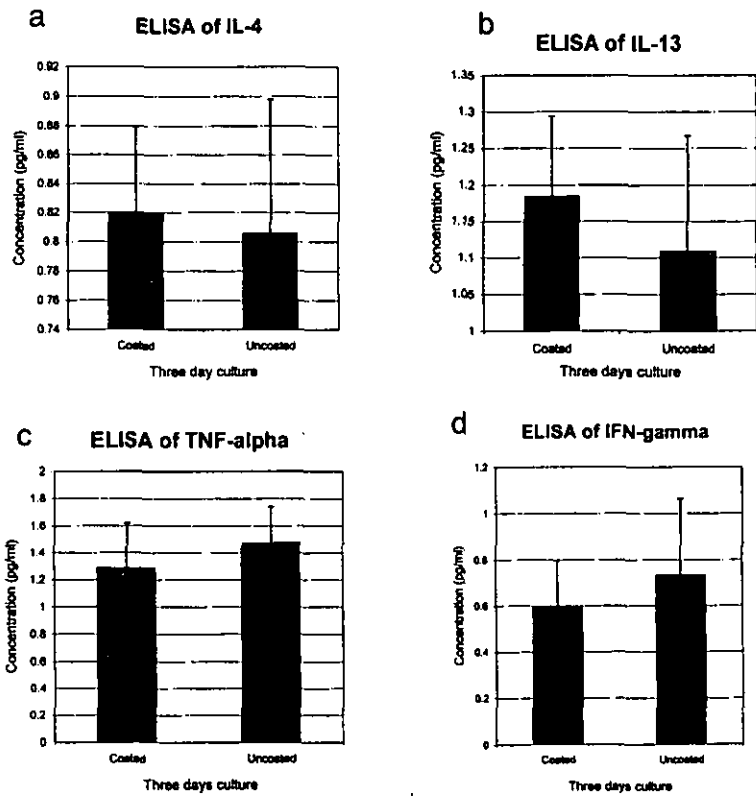 a
ELISA of IL-4
Concentration (pg/ml)
0.92
0.9
0.88
0.86
0.84
0.82
0.8
0.78
0.76
0.74
Coated
Uncoated
Three day culture
b
ELISA of IL-13
Concentration (pg/ml)
1.35
1.3
1.25
1.2
1.15
1.1
1.05
1
Coated
Uncoated
Three days culture
c
ELISA of TNF-alpha
Concentration (pg/ml)
2
1.8
1.6
1.4
1.2
1
0.8
0.6
0.4
0.2
0
Coated
Uncoated
Three days culture
d
ELISA of IFN-gamma
Concentration (pg/ml)
1.2
1
0.8
0.6
0.4
0.2
0
Coated
Uncoated
Three days culture